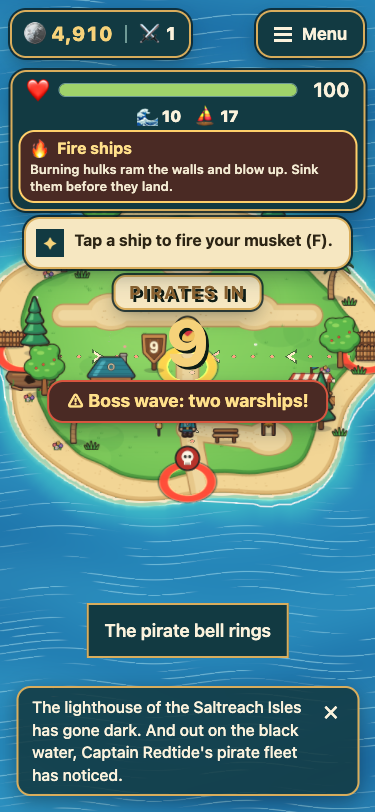 4,910
1
Menu
100
10
17
Fire ships
Burning hulks ram the walls and blow up. Sink
them before they land.
Tap a ship to fire your musket (F).
PIRATES IN
9
9
Boss wave: two warships!
The pirate bell rings
The lighthouse of the Saltreach Isles
has gone dark. And out on the black
water, Captain Redtide's pirate fleet
has noticed.